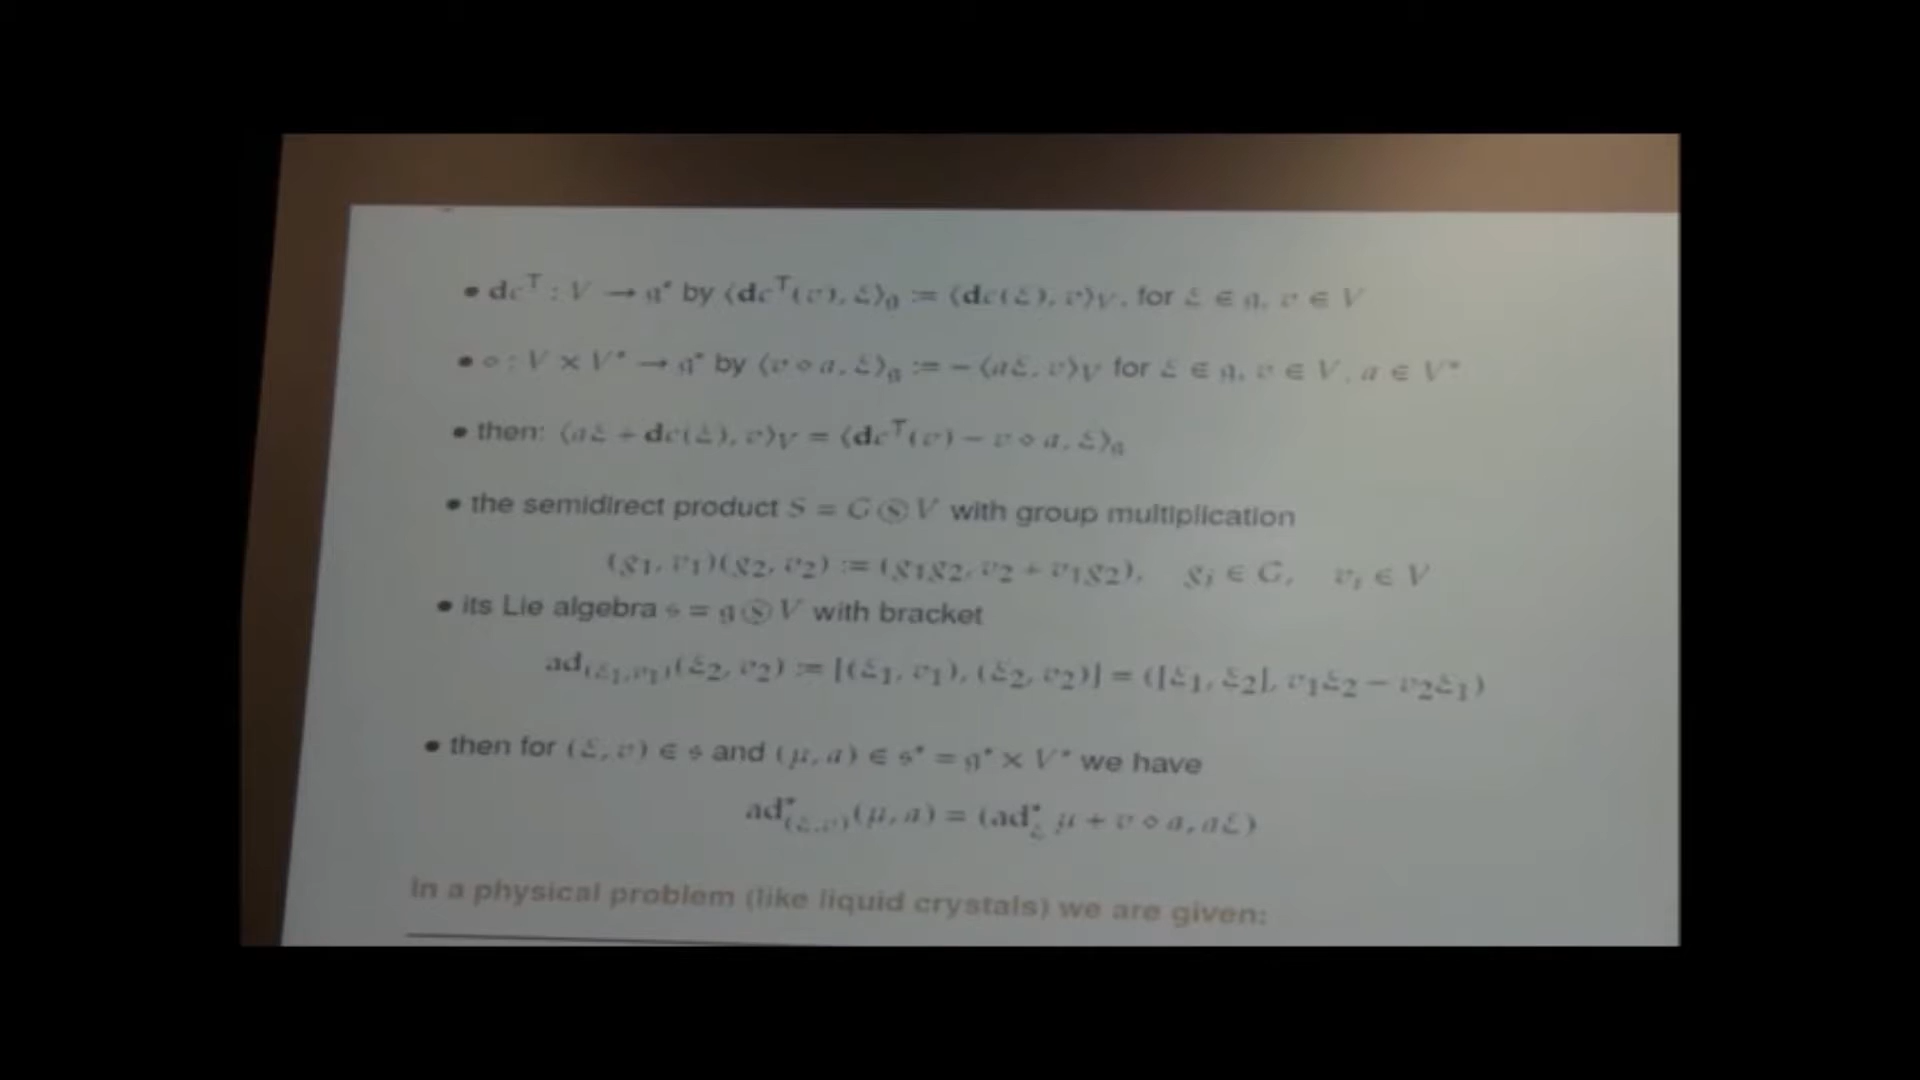 • dcᵀ : V → 𝔤* by ⟨dcᵀ(v), ξ⟩_𝔤 := ⟨dc(ξ), v⟩_V, for ξ ∈ 𝔤, v ∈ V
• ⋄ : V × V* → 𝔤* by ⟨v ⋄ a, ξ⟩_𝔤 := −⟨aξ, v⟩_V for ξ ∈ 𝔤, v ∈ V, a ∈ V*
• then: ⟨aξ + dc(ξ), v⟩_V = ⟨dcᵀ(v) − v ⋄ a, ξ⟩_𝔤
• the semidirect product S = G Ⓢ V with group multiplication
(g₁, v₁)(g₂, v₂) := (g₁g₂, v₂ + v₁g₂), gᵢ ∈ G, vᵢ ∈ V
• its Lie algebra 𝔰 = 𝔤 Ⓢ V with bracket
ad_(ξ₁,v₁)(ξ₂, v₂) := [(ξ₁, v₁), (ξ₂, v₂)] = ([ξ₁, ξ₂], v₁ξ₂ − v₂ξ₁)
• then for (ξ, v) ∈ 𝔰 and (μ, a) ∈ 𝔰* = 𝔤* × V* we have
ad*_(ξ,v)(μ, a) = (ad*_ξ μ + v ⋄ a, aξ)
In a physical problem (like liquid crystals) we are given: